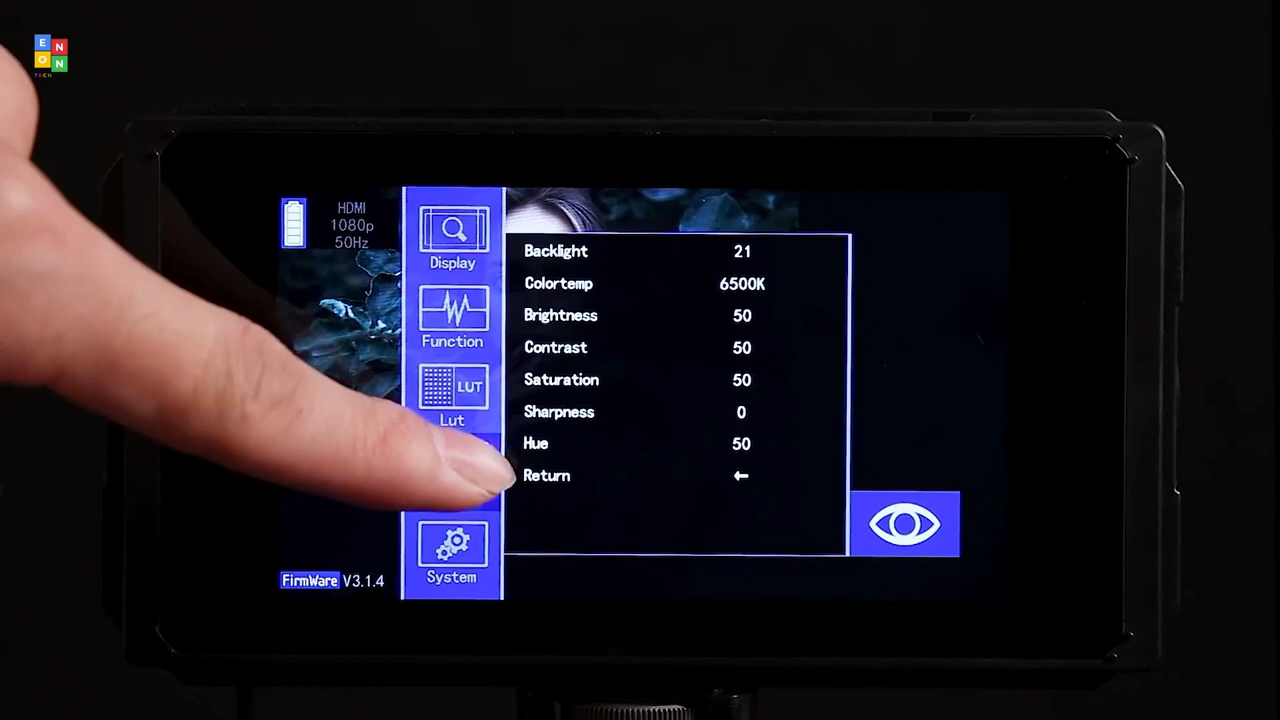 E N
O N
TECH
HDMI
1080p
50Hz
Display
Function
LUT
Lut
System
FirmWare V3.1.4
Backlight 21
Colortemp 6500K
Brightness 50
Contrast 50
Saturation 50
Sharpness 0
Hue 50
Return ←